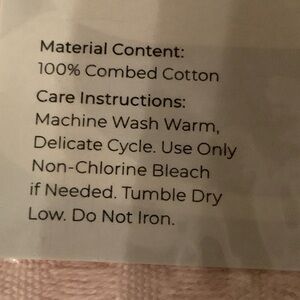 Material Content:
100% Combed Cotton
Care Instructions:
Machine Wash Warm,
Delicate Cycle. Use Only
Non-Chlorine Bleach
if Needed. Tumble Dry
Low. Do Not Iron.